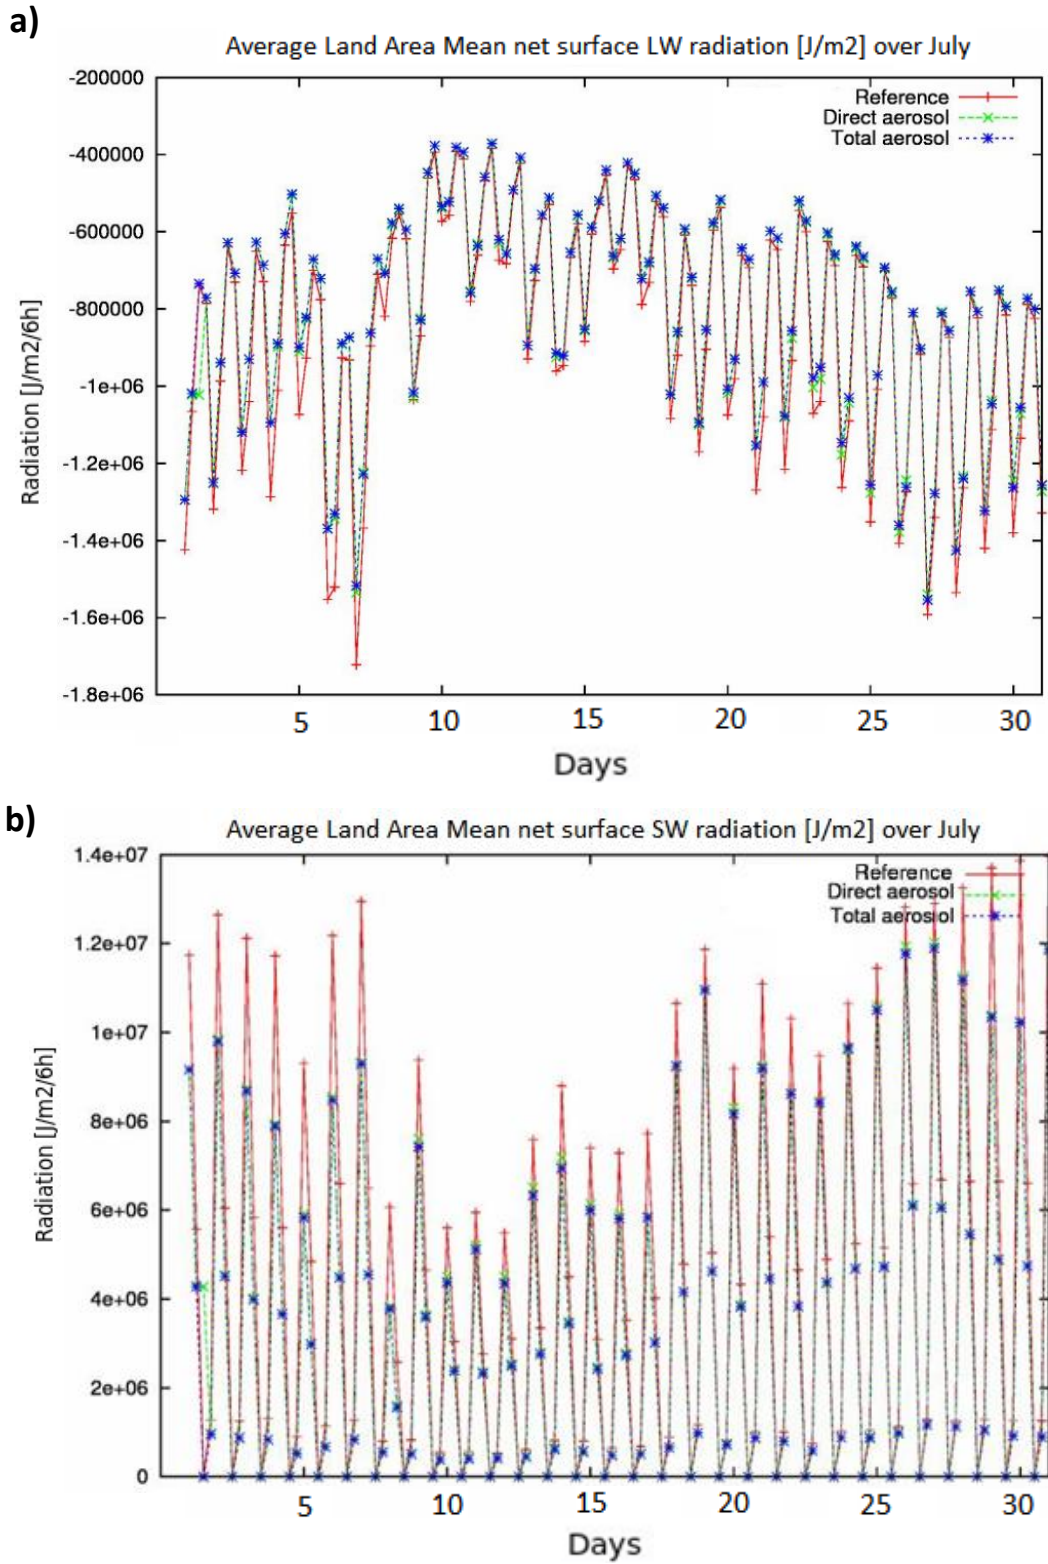 a)
Average Land Area Mean net surface LW radiation [J/m2] over July
Reference
Direct aerosol
Total aerosol
-200000
-400000
-600000
-800000
-1e+06
-1.2e+06
-1.4e+06
-1.6e+06
-1.8e+06
Radiation [J/m2/6h]
5 10 15 20 25 30
Days
b)
Average Land Area Mean net surface SW radiation [J/m2] over July
Reference
Direct aerosol
Total aerosol
1.4e+07
1.2e+07
1e+07
8e+06
6e+06
4e+06
2e+06
0
Radiation [J/m2/6h]
5 10 15 20 25 30
Days